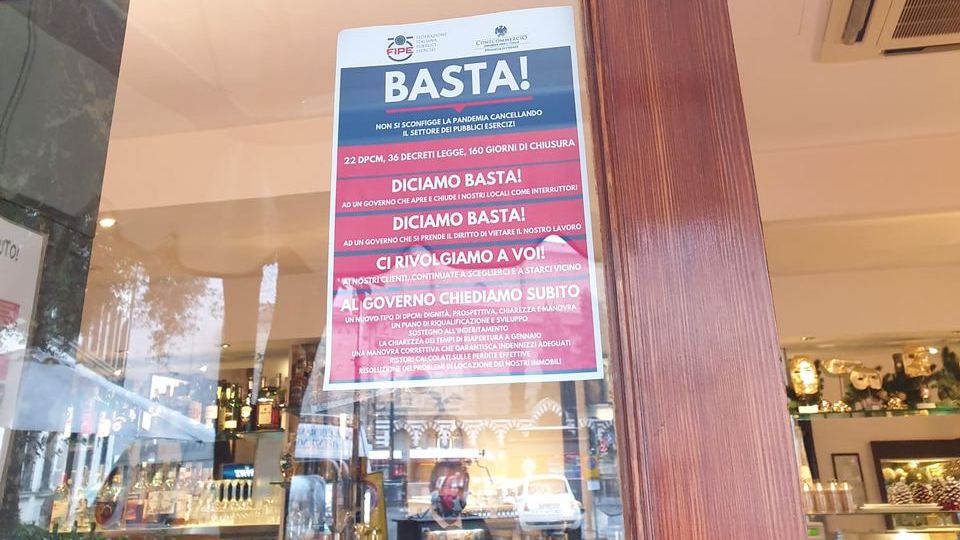 FIPE
FEDERAZIONE
ITALIANA
PUBBLICI
ESERCIZI
CONFCOMMERCIO
BASTA!
NON SI SCONFIGGE LA PANDEMIA CANCELLANDO
IL SETTORE DEI PUBBLICI ESERCIZI
22 DPCM, 36 DECRETI LEGGE, 160 GIORNI DI CHIUSURA
DICIAMO BASTA!
AD UN GOVERNO CHE APRE E CHIUDE I NOSTRI LOCALI COME INTERRUTTORI
DICIAMO BASTA!
AD UN GOVERNO CHE SI PRENDE IL DIRITTO DI VIETARE IL NOSTRO LAVORO
CI RIVOLGIAMO A VOI!
AI NOSTRI CLIENTI, CONTINUATE A SCEGLIERCI E A STARCI VICINO
AL GOVERNO CHIEDIAMO SUBITO
UN NUOVO TIPO DI DPCM: DIGNITÀ, PROSPETTIVA, CHIAREZZA E MANOVRA
UN PIANO DI RIQUALIFICAZIONE E SVILUPPO
SOSTEGNO ALL'INDEBITAMENTO
LA CHIAREZZA DEI TEMPI DI RIAPERTURA A GENNAIO
UNA MANOVRA CORRETTIVA CHE GARANTISCA INDENNIZZI ADEGUATI
RISTORI CALCOLATI SULLE PERDITE EFFETTIVE
RESOLUZIONE DEI PROBLEMI DI LOCAZIONE DEI NOSTRI IMMOBILI